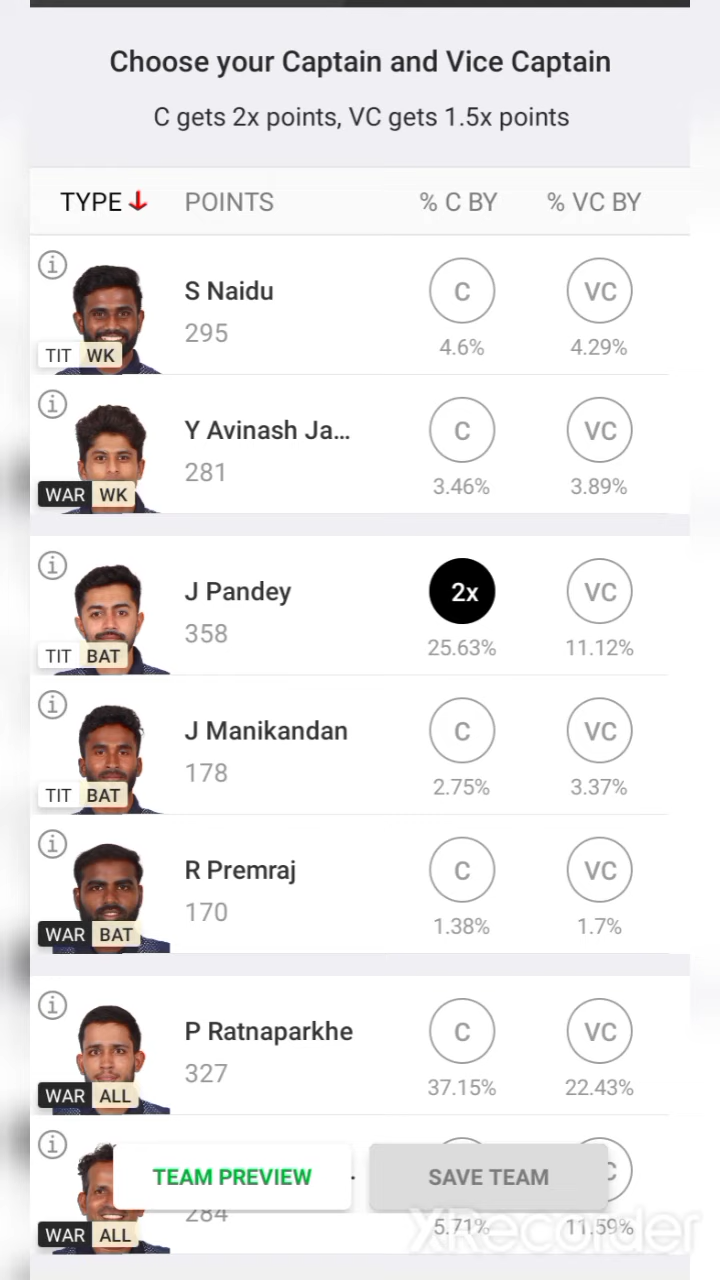 Choose your Captain and Vice Captain
C gets 2x points, VC gets 1.5x points
TYPE POINTS % C BY % VC BY
S Naidu C VC
295 4.6% 4.29%
TIT WK
Y Avinash Ja... C VC
281 3.46% 3.89%
WAR WK
J Pandey 2x VC
358 25.63% 11.12%
TIT BAT
J Manikandan C VC
178 2.75% 3.37%
TIT BAT
R Premraj C VC
170 1.38% 1.7%
WAR BAT
P Ratnaparkhe C VC
327 37.15% 22.43%
WAR ALL
TEAM PREVIEW SAVE TEAM
284 5.71% 11.59%
WAR ALL
XRecorder